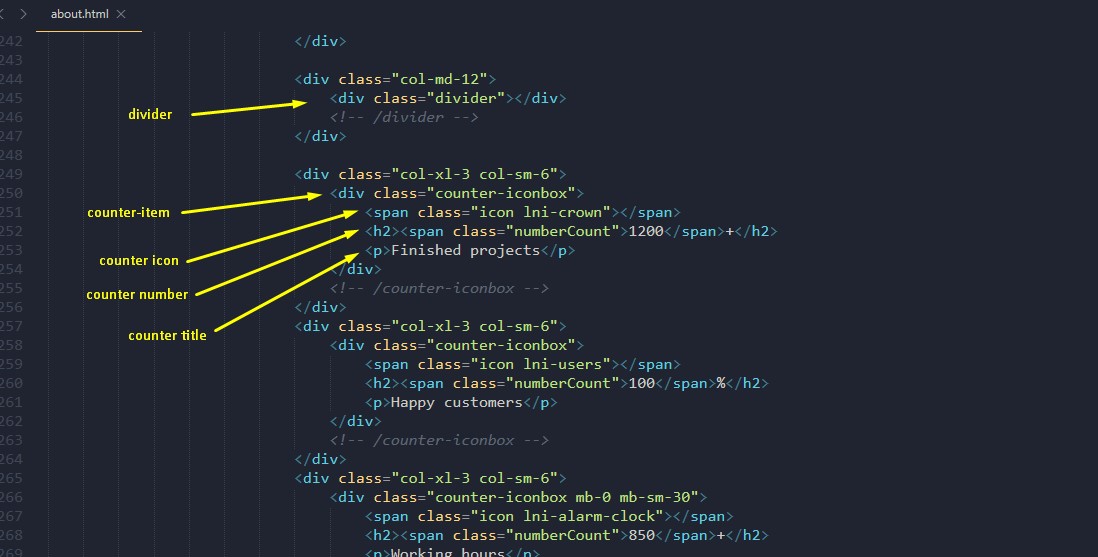 about.html
242 </div>
243
244 <div class="col-md-12">
245 <div class="divider"></div>
divider
246 <!-- /divider -->
247 </div>
248
249 <div class="col-xl-3 col-sm-6">
250 <div class="counter-iconbox">
counter-item
251 <span class="icon lni-crown"></span>
252 <h2><span class="numberCount">1200</span>+</h2>
253 <p>Finished projects</p>
counter icon
254 </div>
255 <!-- /counter-iconbox -->
counter number
256 </div>
257 <div class="col-xl-3 col-sm-6">
counter title
258 <div class="counter-iconbox">
259 <span class="icon lni-users"></span>
260 <h2><span class="numberCount">100</span>%</h2>
261 <p>Happy customers</p>
262 </div>
263 <!-- /counter-iconbox -->
264 </div>
265 <div class="col-xl-3 col-sm-6">
266 <div class="counter-iconbox mb-0 mb-sm-30">
267 <span class="icon lni-alarm-clock"></span>
268 <h2><span class="numberCount">850</span>+</h2>
269 <p>Working hours</p>